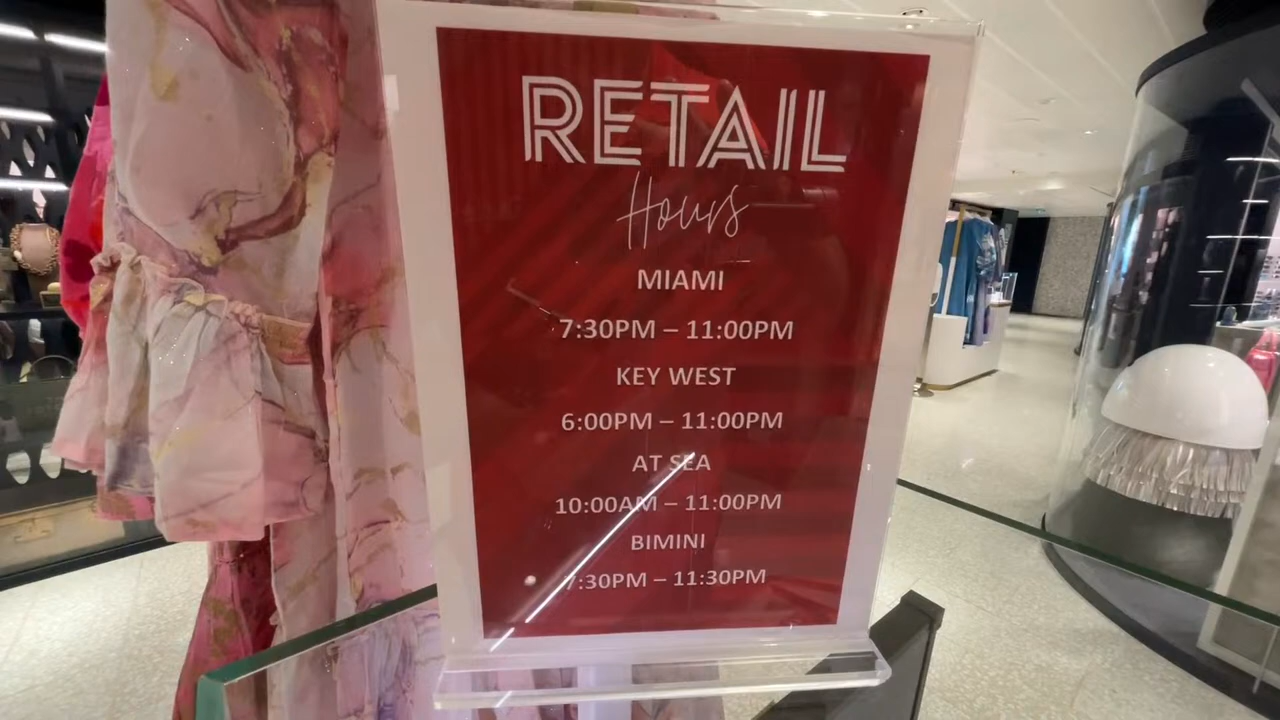 RETAIL
Hours
MIAMI
7:30PM – 11:00PM
KEY WEST
6:00PM – 11:00PM
AT SEA
10:00AM – 11:00PM
BIMINI
7:30PM – 11:30PM